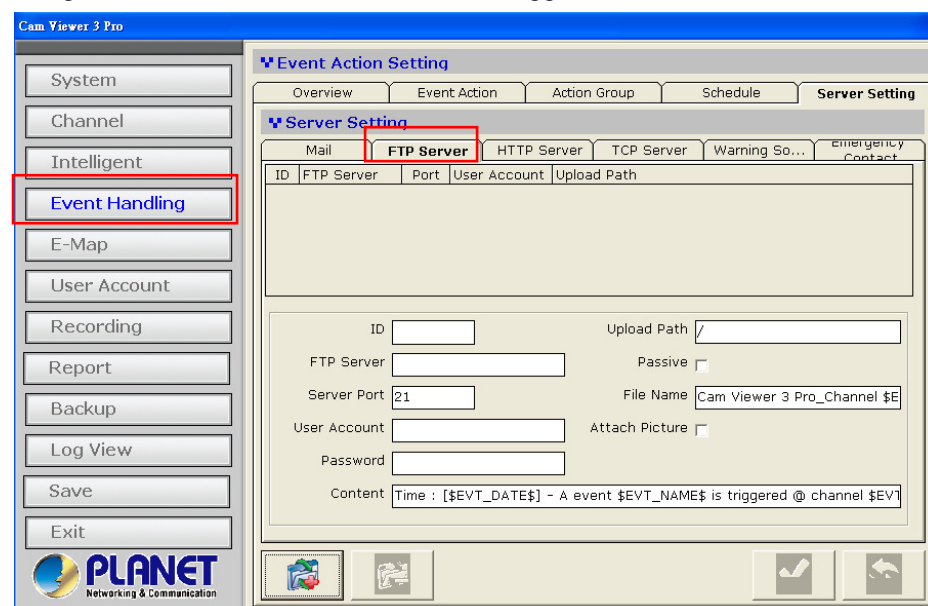 Cam Viewer 3 Pro
System
Channel
Intelligent
Event Handling
E-Map
User Account
Recording
Report
Backup
Log View
Save
Exit
PLANET
Networking & Communication
Event Action Setting
Overview Event Action Action Group Schedule Server Setting
Server Setting
Mail FTP Server HTTP Server TCP Server Warning So... Emergency Contact
ID FTP Server Port User Account Upload Path
ID
Upload Path /
FTP Server
Passive
Server Port 21
File Name Cam Viewer 3 Pro_Channel $E
User Account
Attach Picture
Password
Content Time : [$EVT_DATE$] - A event $EVT_NAME$ is triggered @ channel $EVT